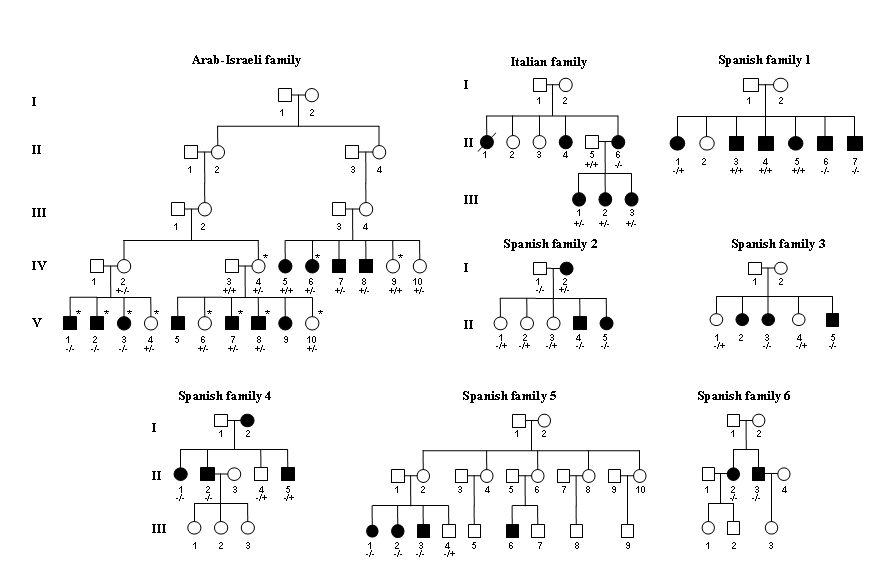 Arab-Israeli family
I
1 2
II
1 2 3 4
III
1 2 3 4
IV
1 2 3 4 5 6 7 8 9 10
+/- +/+ +/- +/+ +/- +/- +/- +/+ +/-
* * *
V
1 2 3 4 5 6 7 8 9 10
-/- -/- -/- +/- +/- +/- +/- +/-
* * * * * * * *
Italian family
I
1 2
II
1 2 3 4 5 6
+/+ -/-
III
1 2 3
+/- +/- +/-
Spanish family 1
1 2
1 2 3 4 5 6 7
-/+ +/+ +/+ +/+ -/- -/-
Spanish family 2
I
1 2
-/- +/-
II
1 2 3 4 5
-/+ -/+ -/+ -/- -/-
Spanish family 3
1 2
1 2 3 4 5
-/+ -/- -/+ -/-
Spanish family 4
I
1 2
II
1 2 3 4 5
-/- -/- -/+ -/+
III
1 2 3
Spanish family 5
1 2
1 2 3 4 5 6 7 8 9 10
1 2 3 4 5 6 7 8 9
-/- -/- -/- -/+
Spanish family 6
1 2
1 2 3 4
-/- -/-
1 2 3